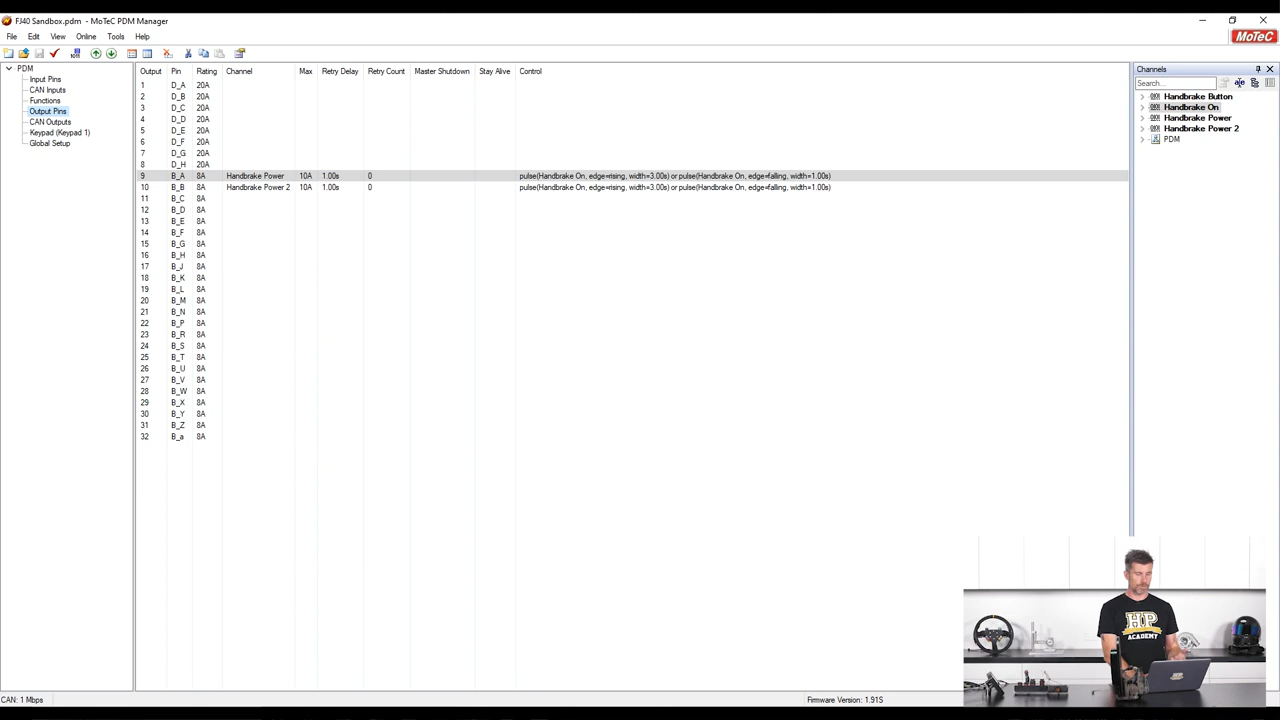 FJ40 Sandbox.pdm - MoTeC PDM Manager
File Edit View Online Tools Help
MoTeC
PDM
Input Pins
CAN Inputs
Functions
Output Pins
CAN Outputs
Keypad (Keypad 1)
Global Setup
Output Pin Rating Channel Max Retry Delay Retry Count Master Shutdown Stay Alive Control
1 D_A 20A
2 D_B 20A
3 D_C 20A
4 D_D 20A
5 D_E 20A
6 D_F 20A
7 D_G 20A
8 D_H 20A
9 B_A 8A Handbrake Power 10A 1.00s 0 pulse(Handbrake On, edge=rising, width=3.00s) or pulse(Handbrake On, edge=falling, width=1.00s)
10 B_B 8A Handbrake Power 2 10A 1.00s 0 pulse(Handbrake On, edge=rising, width=3.00s) or pulse(Handbrake On, edge=falling, width=1.00s)
11 B_C 8A
12 B_D 8A
13 B_E 8A
14 B_F 8A
15 B_G 8A
16 B_H 8A
17 B_J 8A
18 B_K 8A
19 B_L 8A
20 B_M 8A
21 B_N 8A
22 B_P 8A
23 B_R 8A
24 B_S 8A
25 B_T 8A
26 B_U 8A
27 B_V 8A
28 B_W 8A
29 B_X 8A
30 B_Y 8A
31 B_Z 8A
32 B_a 8A
Channels
Search...
Handbrake Button
Handbrake On
Handbrake Power
Handbrake Power 2
PDM
HP
ACADEMY
CAN: 1 Mbps
Firmware Version: 1.91S